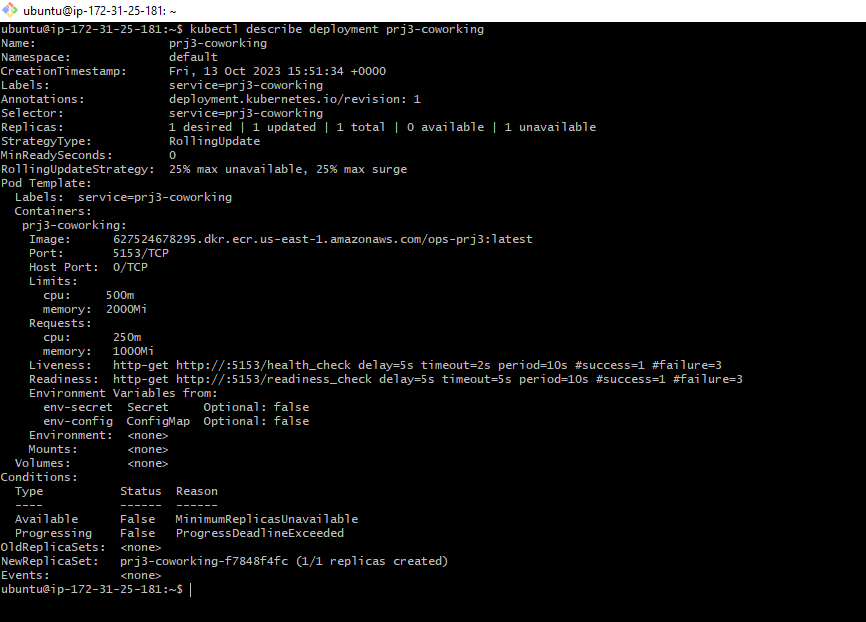 ubuntu@ip-172-31-25-181: ~
ubuntu@ip-172-31-25-181:~$ kubectl describe deployment prj3-coworking
Name:                   prj3-coworking
Namespace:              default
CreationTimestamp:      Fri, 13 Oct 2023 15:51:34 +0000
Labels:                 service=prj3-coworking
Annotations:            deployment.kubernetes.io/revision: 1
Selector:               service=prj3-coworking
Replicas:               1 desired | 1 updated | 1 total | 0 available | 1 unavailable
StrategyType:           RollingUpdate
MinReadySeconds:        0
RollingUpdateStrategy:  25% max unavailable, 25% max surge
Pod Template:
  Labels:  service=prj3-coworking
  Containers:
   prj3-coworking:
    Image:      627524678295.dkr.ecr.us-east-1.amazonaws.com/ops-prj3:latest
    Port:       5153/TCP
    Host Port:  0/TCP
    Limits:
      cpu:     500m
      memory:  2000Mi
    Requests:
      cpu:      250m
      memory:   1000Mi
    Liveness:   http-get http://:5153/health_check delay=5s timeout=2s period=10s #success=1 #failure=3
    Readiness:  http-get http://:5153/readiness_check delay=5s timeout=5s period=10s #success=1 #failure=3
    Environment Variables from:
      env-secret  Secret     Optional: false
      env-config  ConfigMap  Optional: false
    Environment:  <none>
    Mounts:       <none>
  Volumes:        <none>
Conditions:
  Type           Status  Reason
  ----           ------  ------
  Available      False   MinimumReplicasUnavailable
  Progressing    False   ProgressDeadlineExceeded
OldReplicaSets:  <none>
NewReplicaSet:   prj3-coworking-f7848f4fc (1/1 replicas created)
Events:          <none>
ubuntu@ip-172-31-25-181:~$